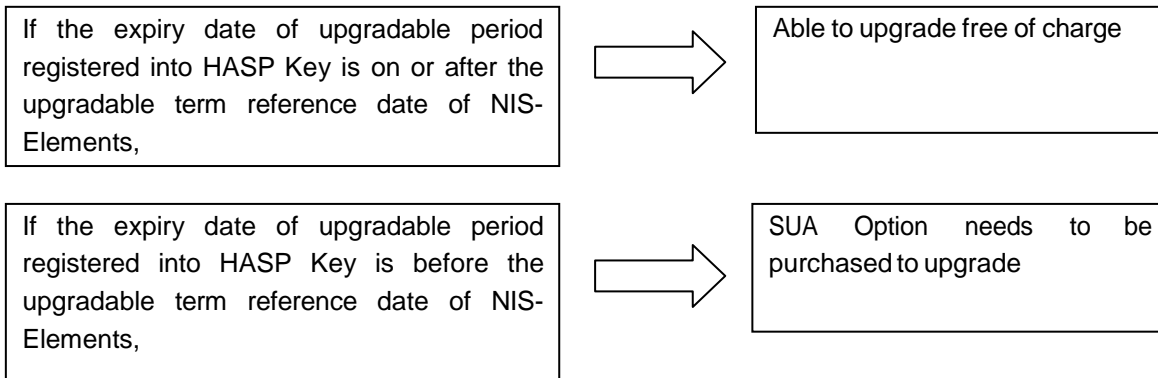 If the expiry date of upgradable period
registered into HASP Key is on or after the
upgradable term reference date of NIS-
Elements,
Able to upgrade free of charge
If the expiry date of upgradable period
registered into HASP Key is before the
upgradable term reference date of NIS-
Elements,
SUA Option needs to be
purchased to upgrade